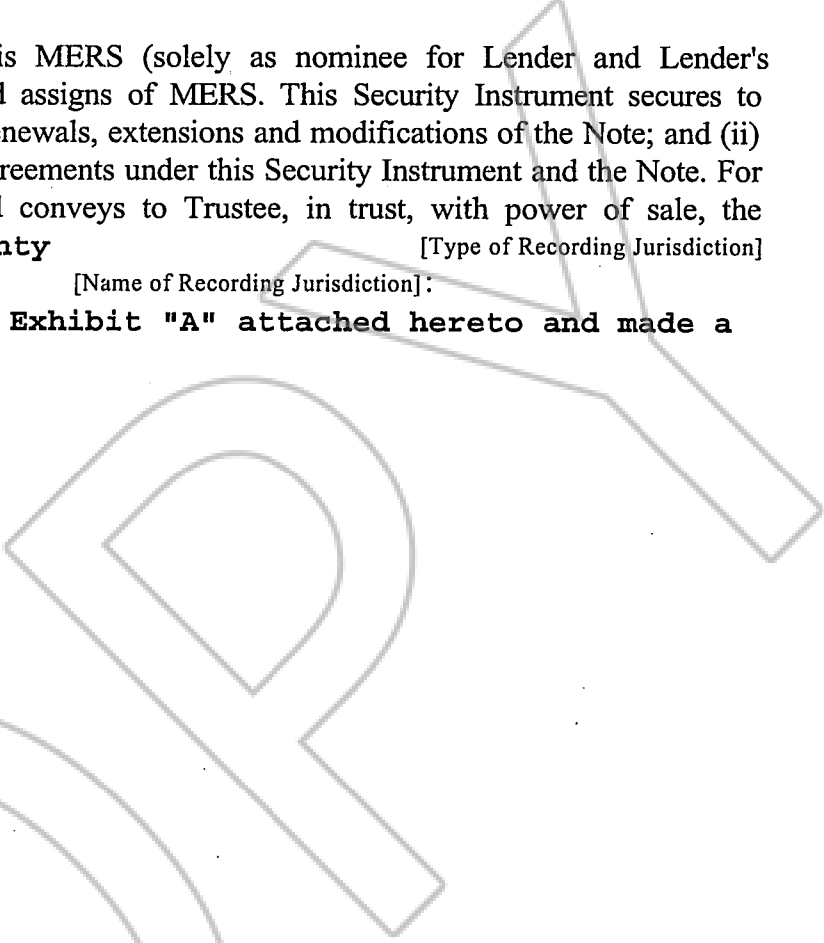 is MERS (solely as nominee for Lender and Lender's
assigns of MERS. This Security Instrument secures to
newals, extensions and modifications of the Note; and (ii)
reements under this Security Instrument and the Note. For
conveys to Trustee, in trust, with power of sale, the
nty [Type of Recording Jurisdiction]
[Name of Recording Jurisdiction]:
Exhibit "A" attached hereto and made a
PY